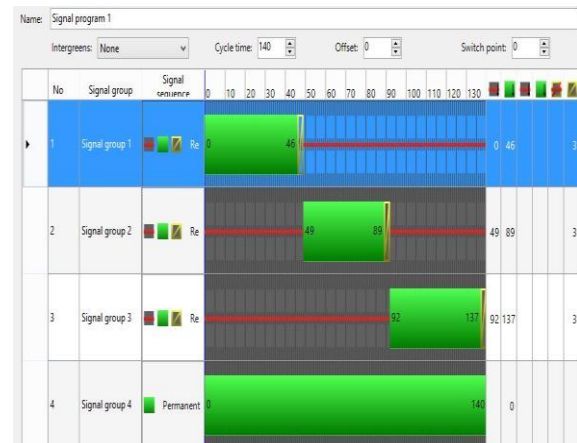 Name: Signal program 1
Intergreens: None Cycle time: 140 Offset: 0 Switch point: 0
No Signal group Signal sequence 0 10 20 30 40 50 60 70 80 90 100 110 120 130
1 Signal group 1 Re 0 46 0 46 3
2 Signal group 2 Re 49 89 49 89 3
3 Signal group 3 Re 92 137 92 137 3
4 Signal group 4 Permanent 0 140 0